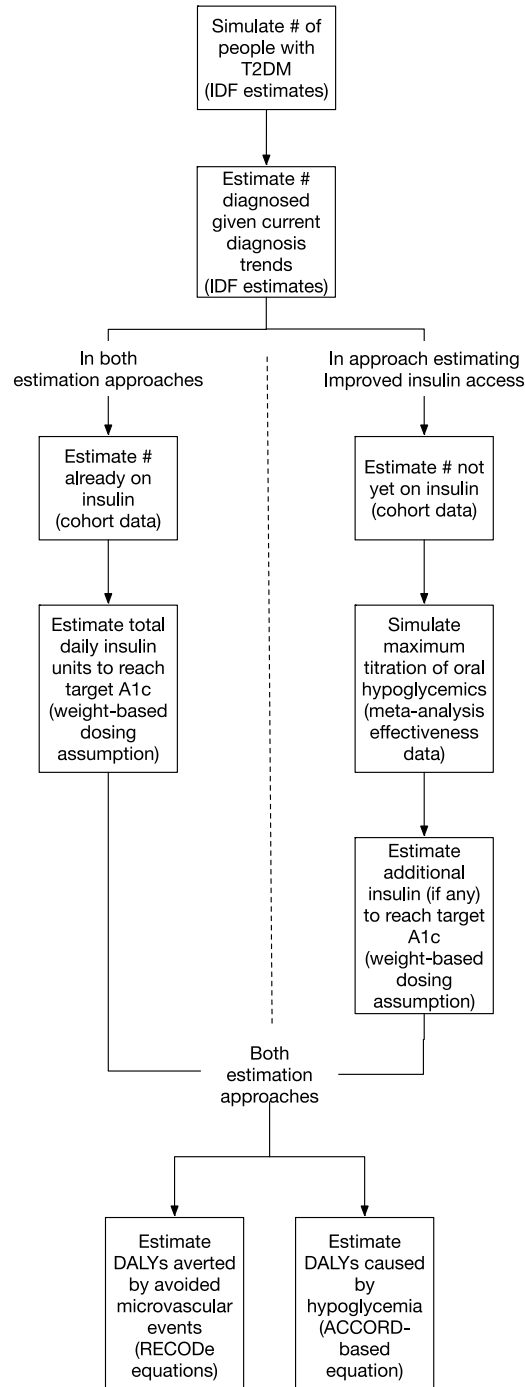 Simulate # of
people with
T2DM
(IDF estimates)
Estimate #
diagnosed
given current
diagnosis
trends
(IDF estimates)
In both
estimation approaches
In approach estimating
Improved insulin access
Estimate #
already on
insulin
(cohort data)
Estimate # not
yet on insulin
(cohort data)
Estimate total
daily insulin
units to reach
target A1c
(weight-based
dosing
assumption)
Simulate
maximum
titration of oral
hypoglycemics
(meta-analysis
effectiveness
data)
Estimate
additional
insulin (if any)
to reach target
A1c
(weight-based
dosing
assumption)
Both
estimation
approaches
Estimate
DALYs averted
by avoided
microvascular
events
(RECODe
equations)
Estimate
DALYs caused
by
hypoglycemia
(ACCORD-
based
equation)